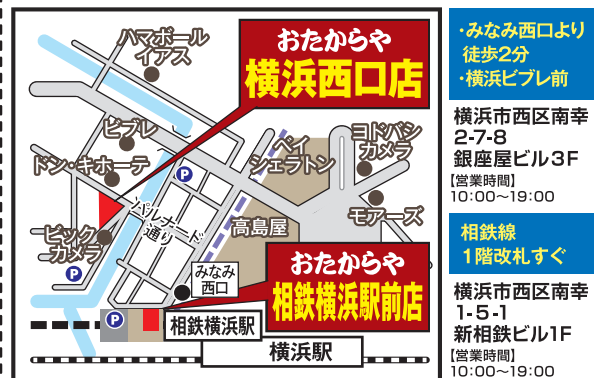 ハマボール
イアス
おたからや
横浜西口店
ビブレ
ドン・キホーテ
P
ベイ
シェラトン
ヨドバシ
カメラ
モアーズ
パルナード
通り
高島屋
ビック
カメラ
P
みなみ
西口
おたからや
相鉄横浜駅前店
P
相鉄横浜駅
横浜駅
・みなみ西口より
徒歩2分
・横浜ビブレ前
横浜市西区南幸
2-7-8
銀座屋ビル3F
【営業時間】
10:00〜19:00
相鉄線
1階改札すぐ
横浜市西区南幸
1-5-1
新相鉄ビル1F
【営業時間】
10:00〜19:00